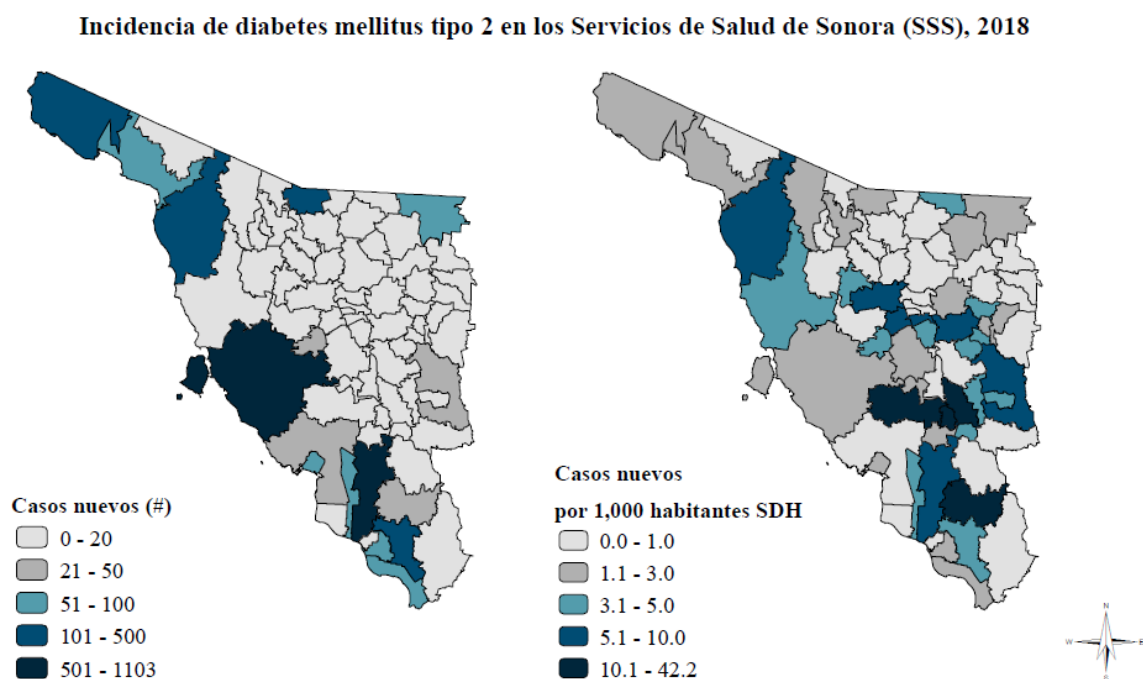 Incidencia de diabetes mellitus tipo 2 en los Servicios de Salud de Sonora (SSS), 2018
Casos nuevos (#)
0 - 20
21 - 50
51 - 100
101 - 500
501 - 1103
Casos nuevos
por 1,000 habitantes SDH
0.0 - 1.0
1.1 - 3.0
3.1 - 5.0
5.1 - 10.0
10.1 - 42.2
N
W
E
S